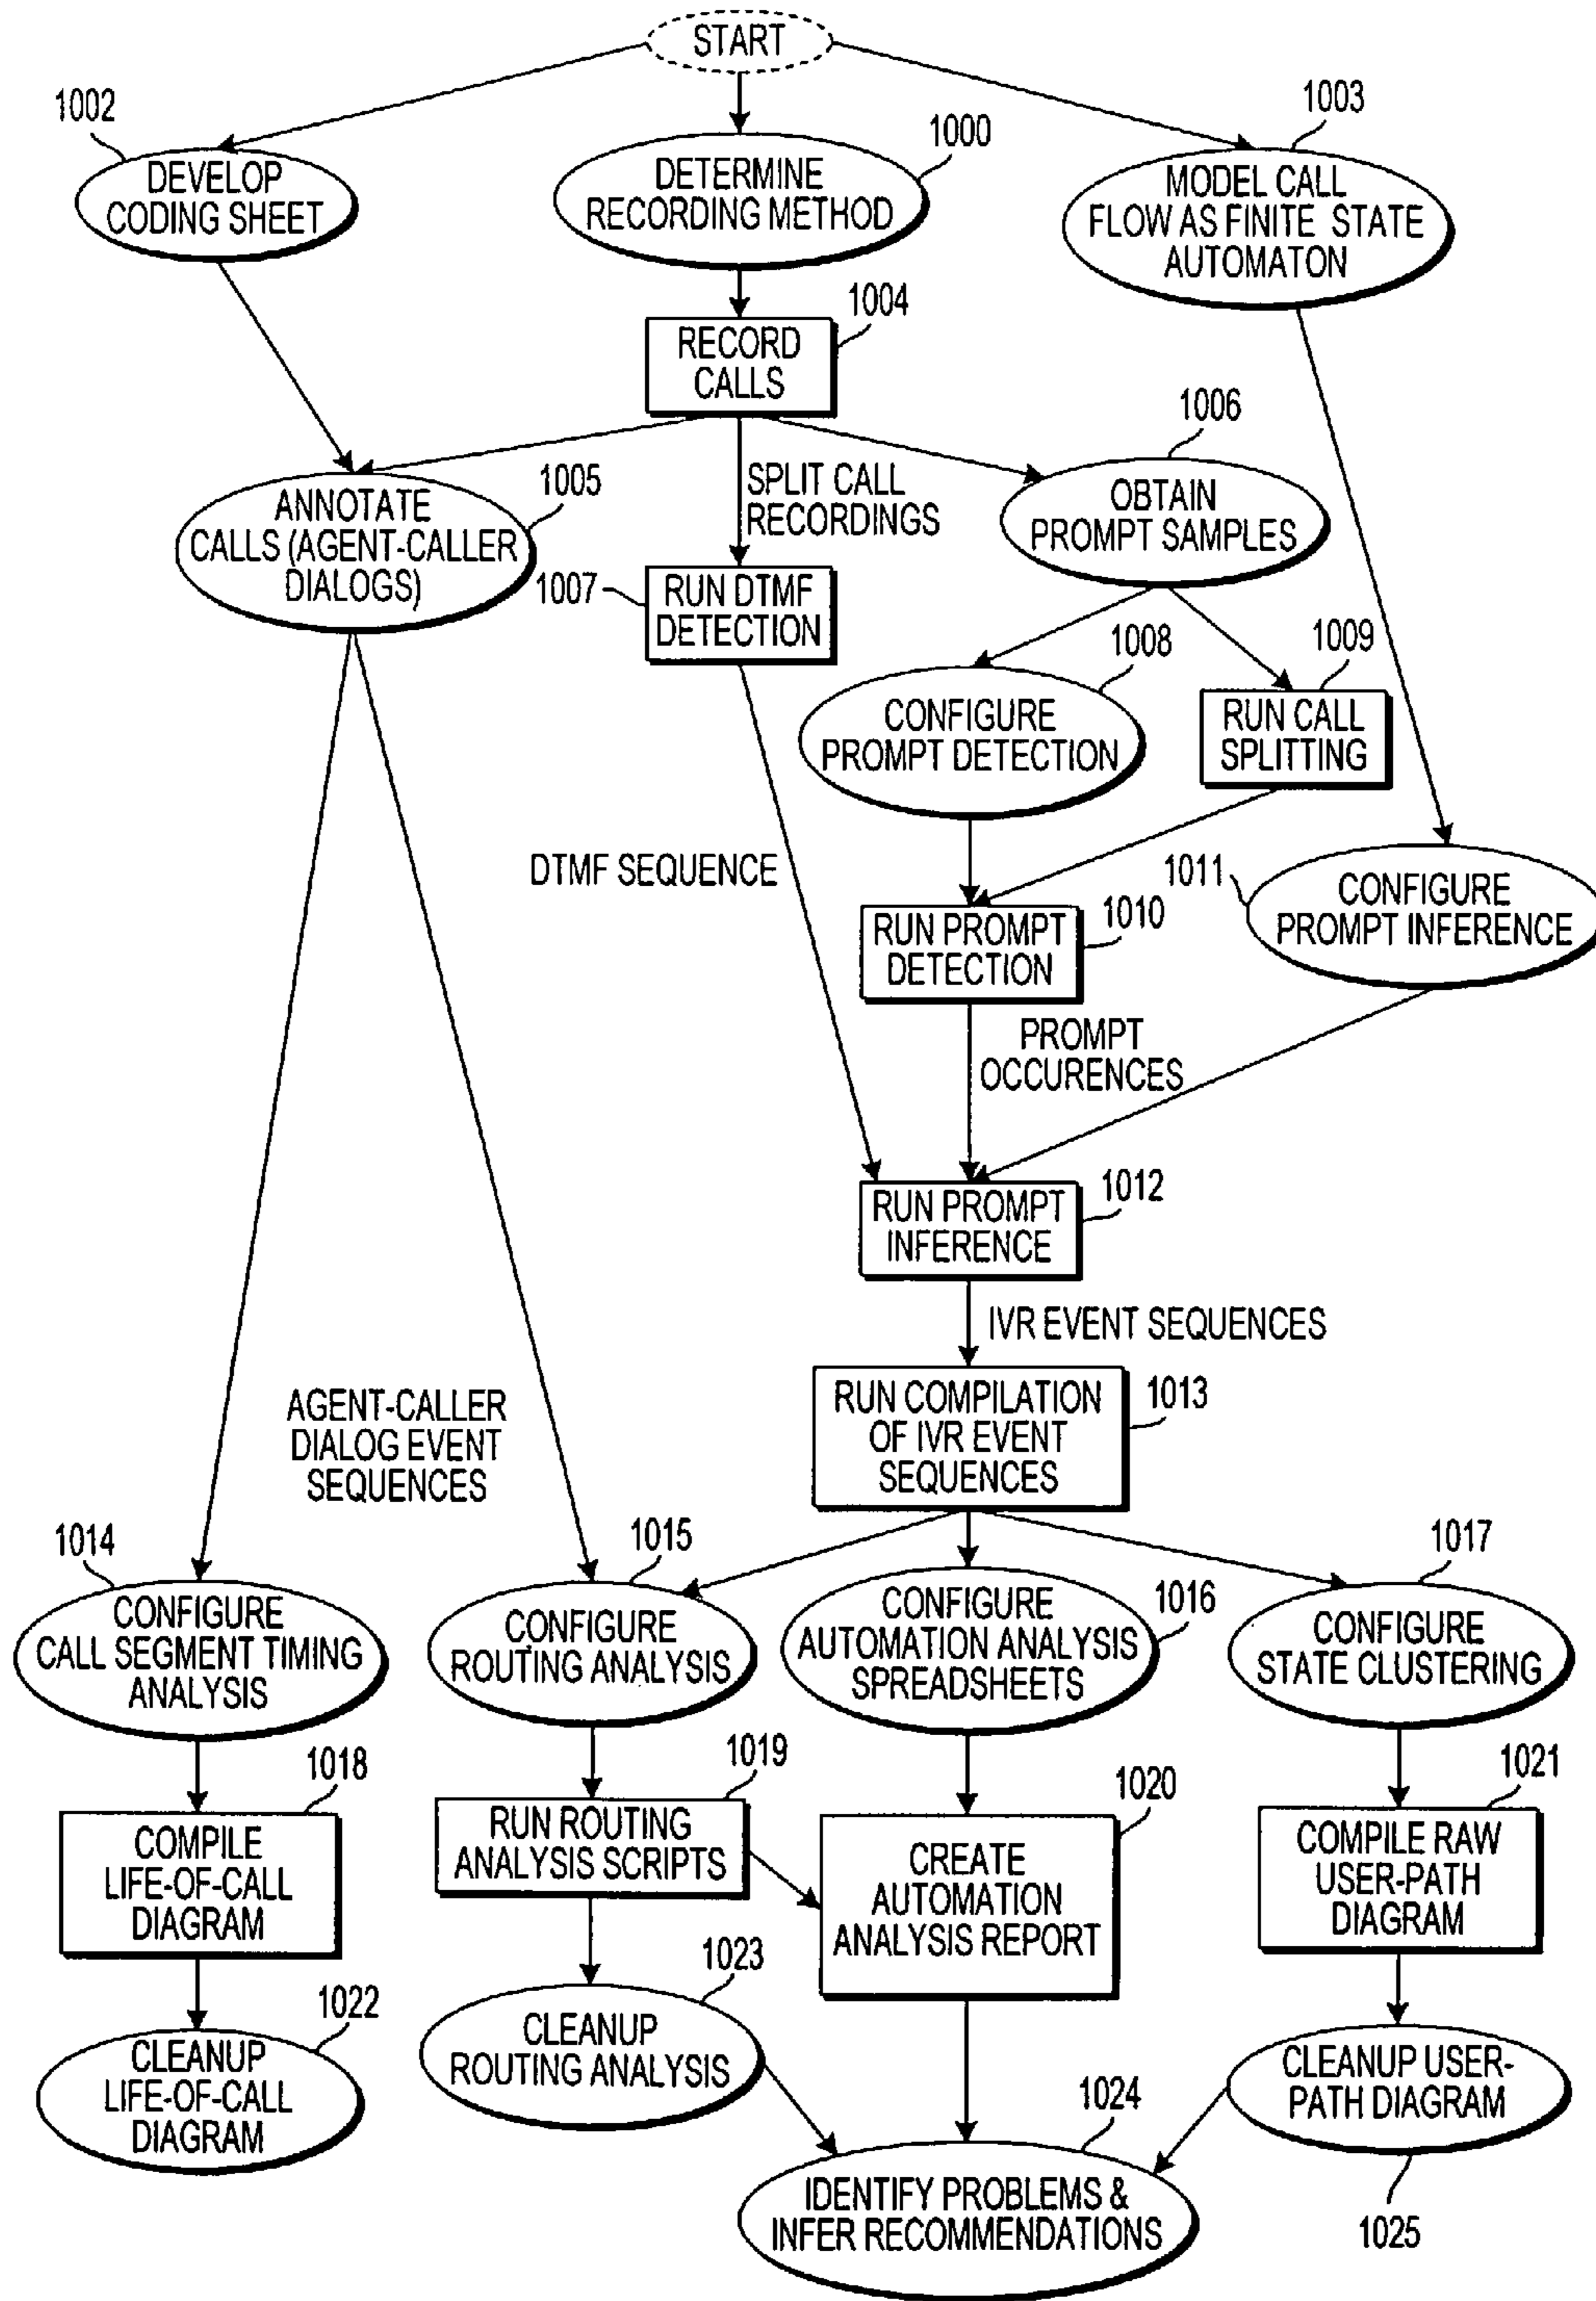 START
1002
1000
1003
DEVELOP
CODING SHEET
DETERMINE
RECORDING METHOD
MODEL CALL
FLOW AS FINITE STATE
AUTOMATON
1004
RECORD
CALLS
1006
1005
ANNOTATE
CALLS (AGENT-CALLER
DIALOGS)
SPLIT CALL
RECORDINGS
OBTAIN
PROMPT SAMPLES
1007
RUN DTMF
DETECTION
1008
1009
CONFIGURE
PROMPT DETECTION
RUN CALL
SPLITTING
DTMF SEQUENCE
1011
CONFIGURE
PROMPT INFERENCE
1010
RUN PROMPT
DETECTION
PROMPT
OCCURENCES
1012
RUN PROMPT
INFERENCE
IVR EVENT SEQUENCES
RUN COMPILATION
OF IVR EVENT
SEQUENCES
1013
AGENT-CALLER
DIALOG EVENT
SEQUENCES
1014
1015
1016
1017
CONFIGURE
CALL SEGMENT TIMING
ANALYSIS
CONFIGURE
ROUTING ANALYSIS
CONFIGURE
AUTOMATION ANALYSIS
SPREADSHEETS
CONFIGURE
STATE CLUSTERING
1018
1019
1020
1021
COMPILE
LIFE-OF-CALL
DIAGRAM
RUN ROUTING
ANALYSIS SCRIPTS
CREATE
AUTOMATION
ANALYSIS REPORT
COMPILE RAW
USER-PATH
DIAGRAM
1022
1023
CLEANUP
LIFE-OF-CALL
DIAGRAM
CLEANUP
ROUTING ANALYSIS
CLEANUP USER-
PATH DIAGRAM
1024
1025
IDENTIFY PROBLEMS &
INFER RECOMMENDATIONS